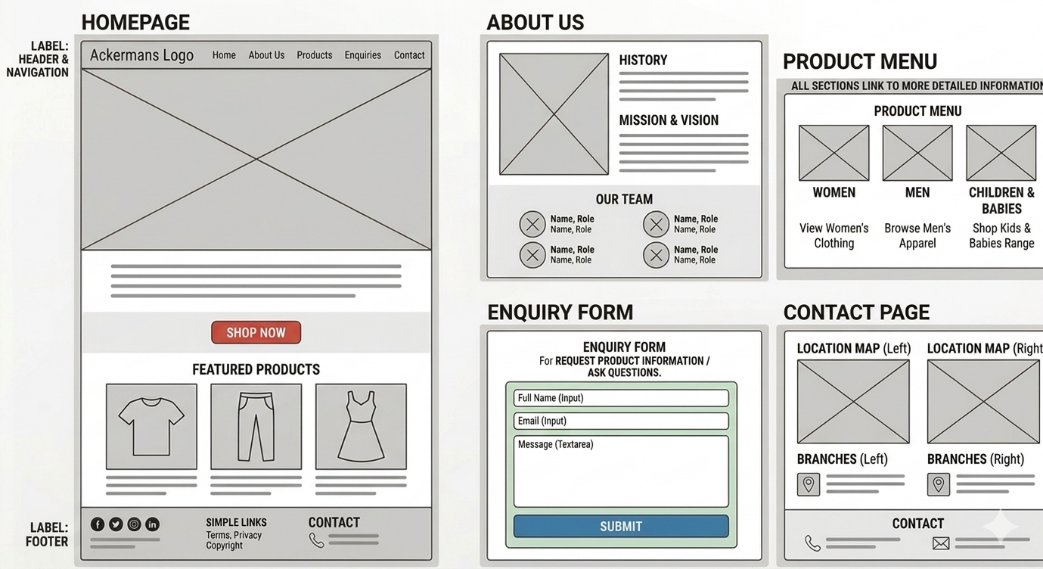 HOMEPAGE
LABEL:
HEADER &
NAVIGATION
Ackermans Logo Home About Us Products Enquiries Contact
SHOP NOW
FEATURED PRODUCTS
LABEL:
FOOTER
SIMPLE LINKS
Terms, Privacy
Copyright
CONTACT
ABOUT US
HISTORY
MISSION & VISION
OUR TEAM
Name, Role
Name, Role
Name, Role
Name, Role
Name, Role
Name, Role
Name, Role
Name, Role
PRODUCT MENU
ALL SECTIONS LINK TO MORE DETAILED INFORMATION
PRODUCT MENU
WOMEN
View Women's
Clothing
MEN
Browse Men's
Apparel
CHILDREN &
BABIES
Shop Kids &
Babies Range
ENQUIRY FORM
ENQUIRY FORM
For REQUEST PRODUCT INFORMATION /
ASK QUESTIONS.
Full Name (Input)
Email (Input)
Message (Textarea)
SUBMIT
CONTACT PAGE
LOCATION MAP (Left) LOCATION MAP (Right
BRANCHES (Left) BRANCHES (Right)
CONTACT